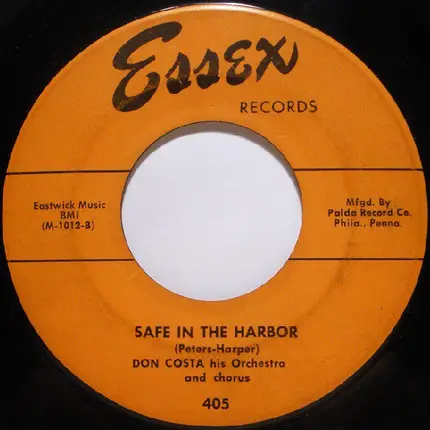 Essex
RECORDS
Eastwick Music
BMI
(M-1012-B)
Mfgd. By
Palda Record Co.
Phila., Penna.
SAFE IN THE HARBOR
(Peters-Harper)
DON COSTA his Orchestra
and chorus
405